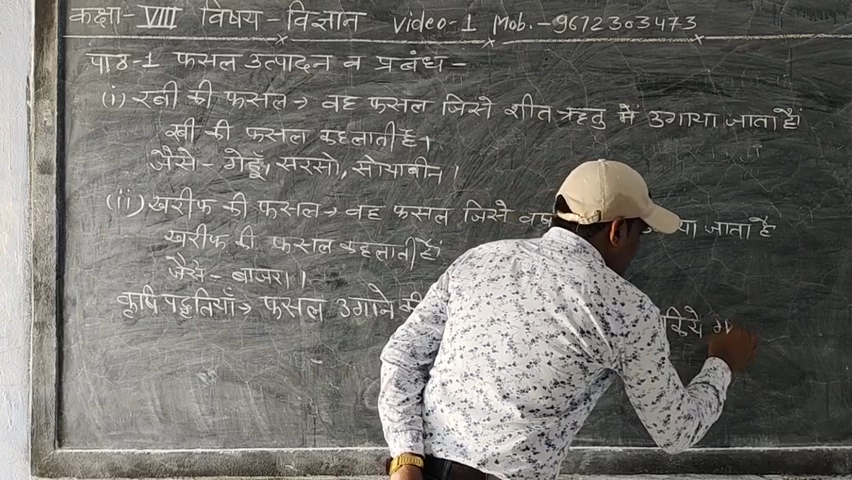 कक्षा- VIII विषय - विज्ञान video-1 Mob. - 9672303473
पाठ-1 फसल उत्पादन व प्रबंध -
(i) रबी की फसल → वह फसल जिसे शीत ऋतु में उगाया जाता है।
रबी की फसल कहलाती है।
जैसे - गेहूँ, सरसो, सोयाबीन।
(ii) खरीफ की फसल → वह फसल जिसे जाता है
खरीफ की फसल कहलाती है।
जैसे - बाजरा।
कृषि पद्धतियाँ → फसल उगाने किये